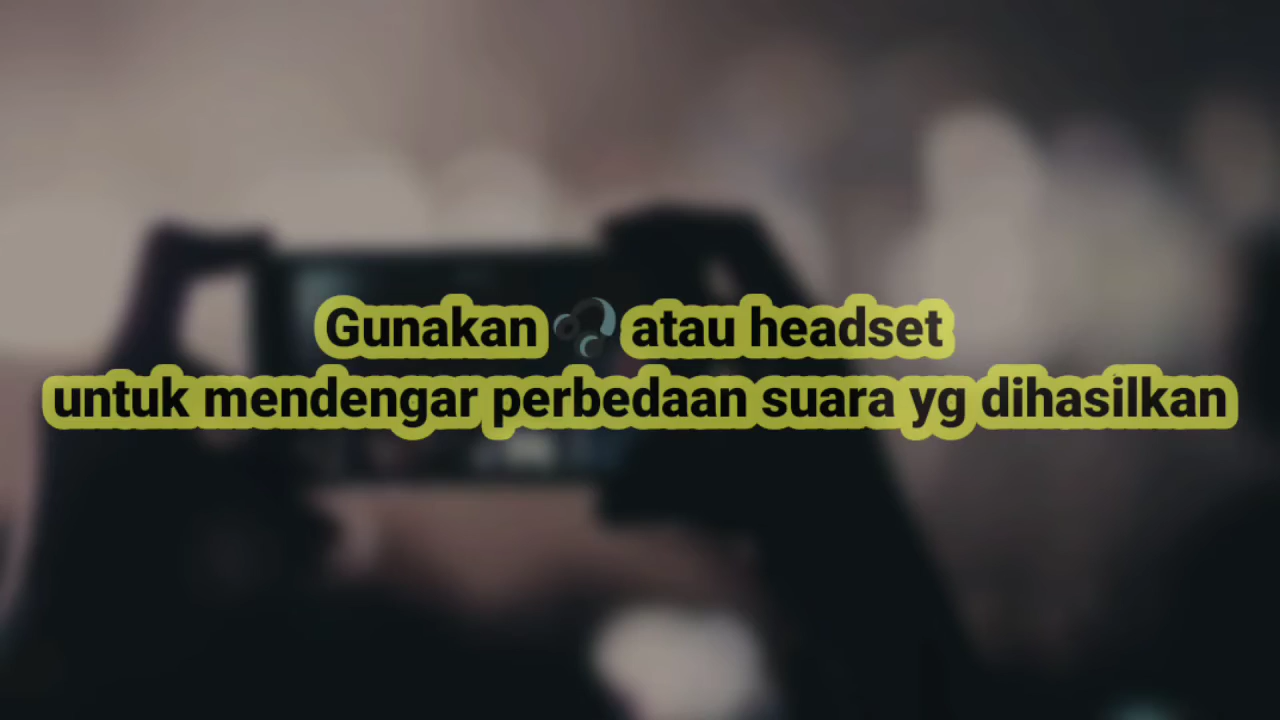 Gunakan 🎧 atau headset
untuk mendengar perbedaan suara yg dihasilkan